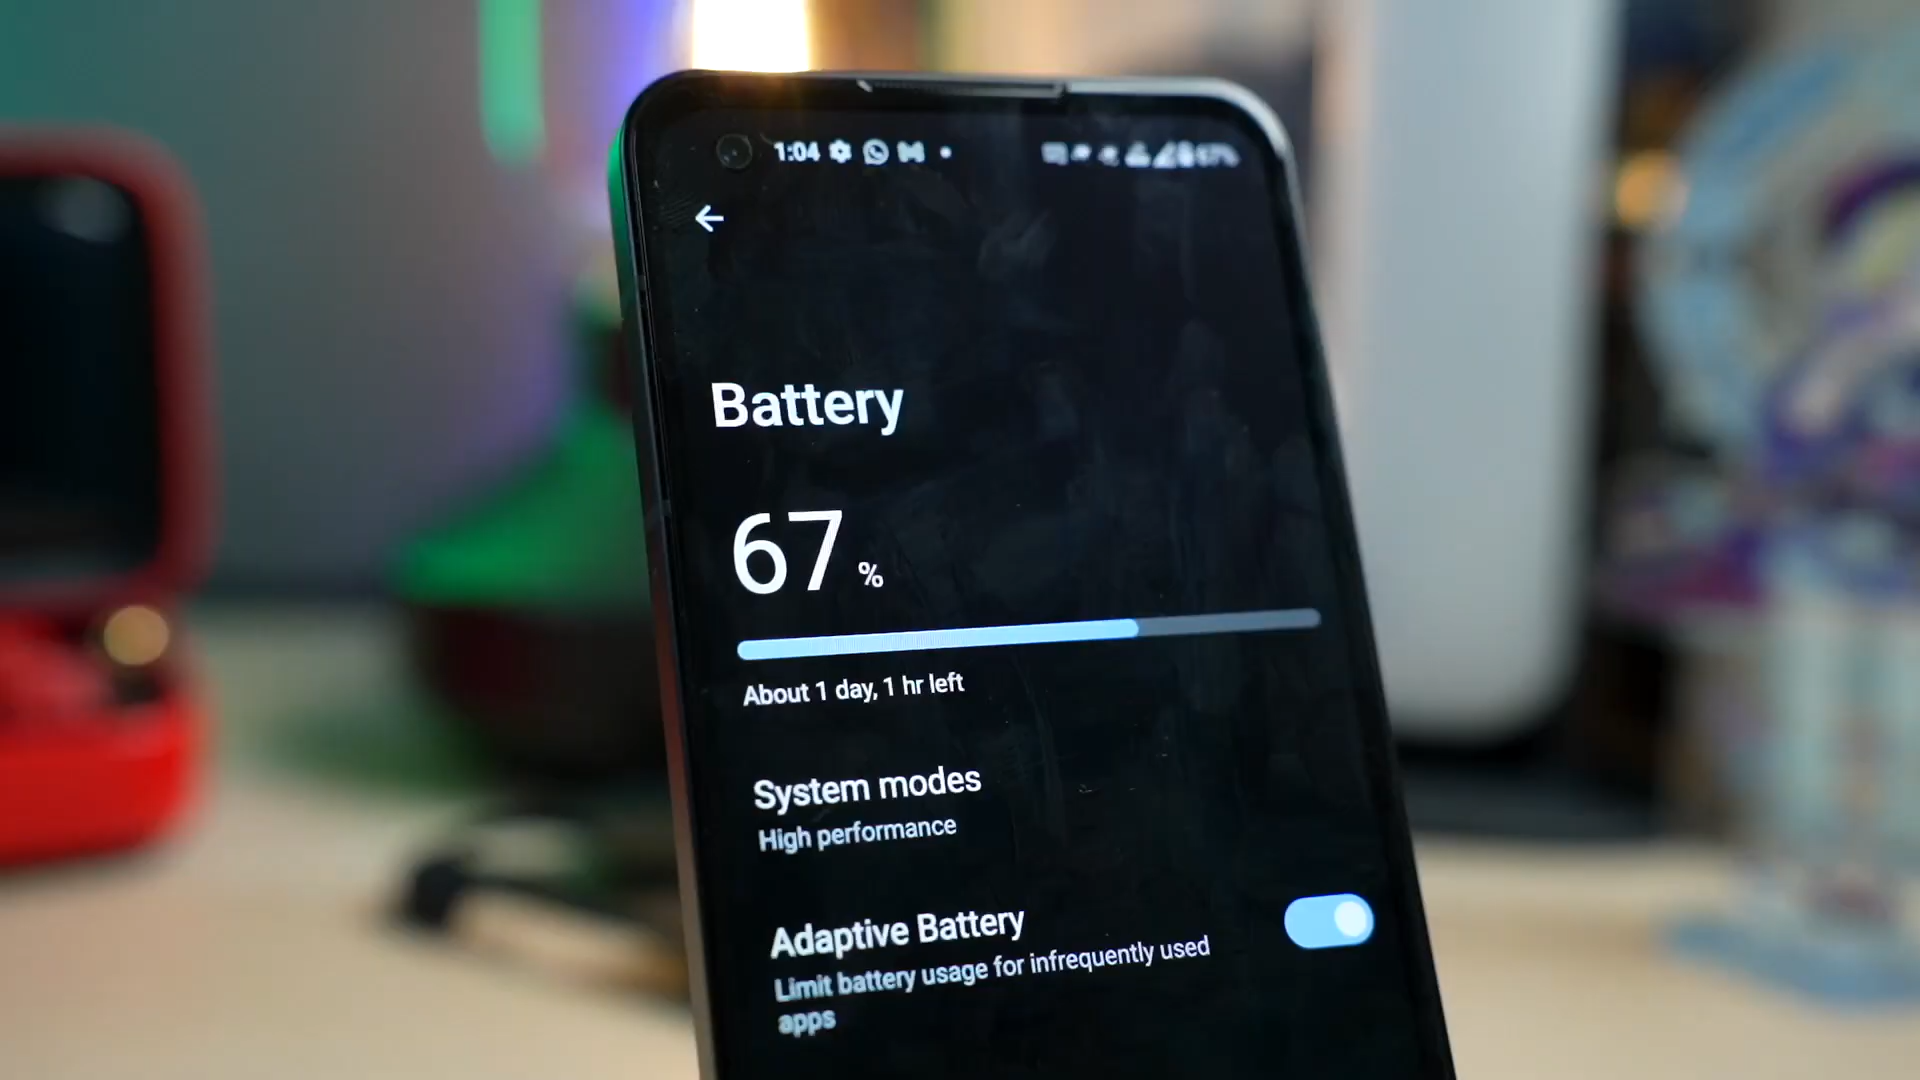 1:04 67%
Battery
67 %
About 1 day, 1 hr left
System modes
High performance
Adaptive Battery
Limit battery usage for infrequently used
apps